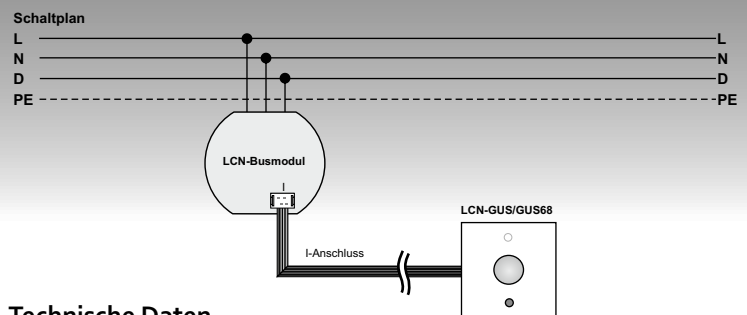 Schaltplan
L L
N N
D D
PE PE
LCN-Busmodul
I
LCN-GUS/GUS68
I-Anschluss
Technische Daten